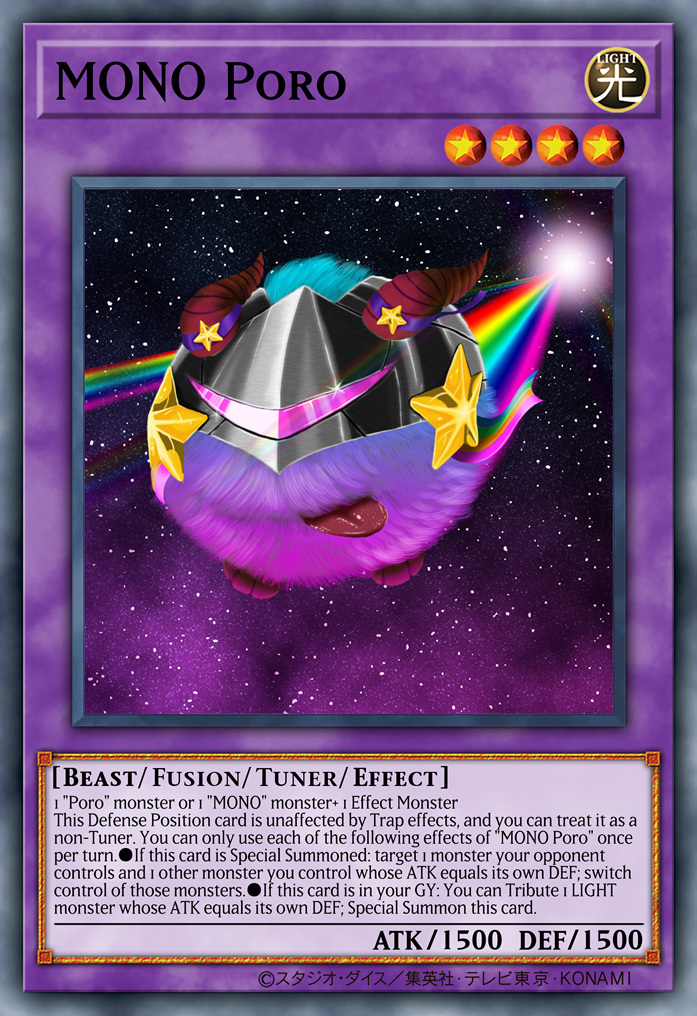 MONO Poro
LIGHT
光
[Beast/Fusion/Tuner/Effect]
1 "Poro" monster or 1 "MONO" monster+ 1 Effect Monster
This Defense Position card is unaffected by Trap effects, and you can treat it as a
non-Tuner. You can only use each of the following effects of "MONO Poro" once
per turn.●If this card is Special Summoned: target 1 monster your opponent
controls and 1 other monster you control whose ATK equals its own DEF; switch
control of those monsters.●If this card is in your GY: You can Tribute 1 LIGHT
monster whose ATK equals its own DEF; Special Summon this card.
ATK/1500 DEF/1500
©スタジオ・ダイス／集英社・テレビ東京・KONAMI